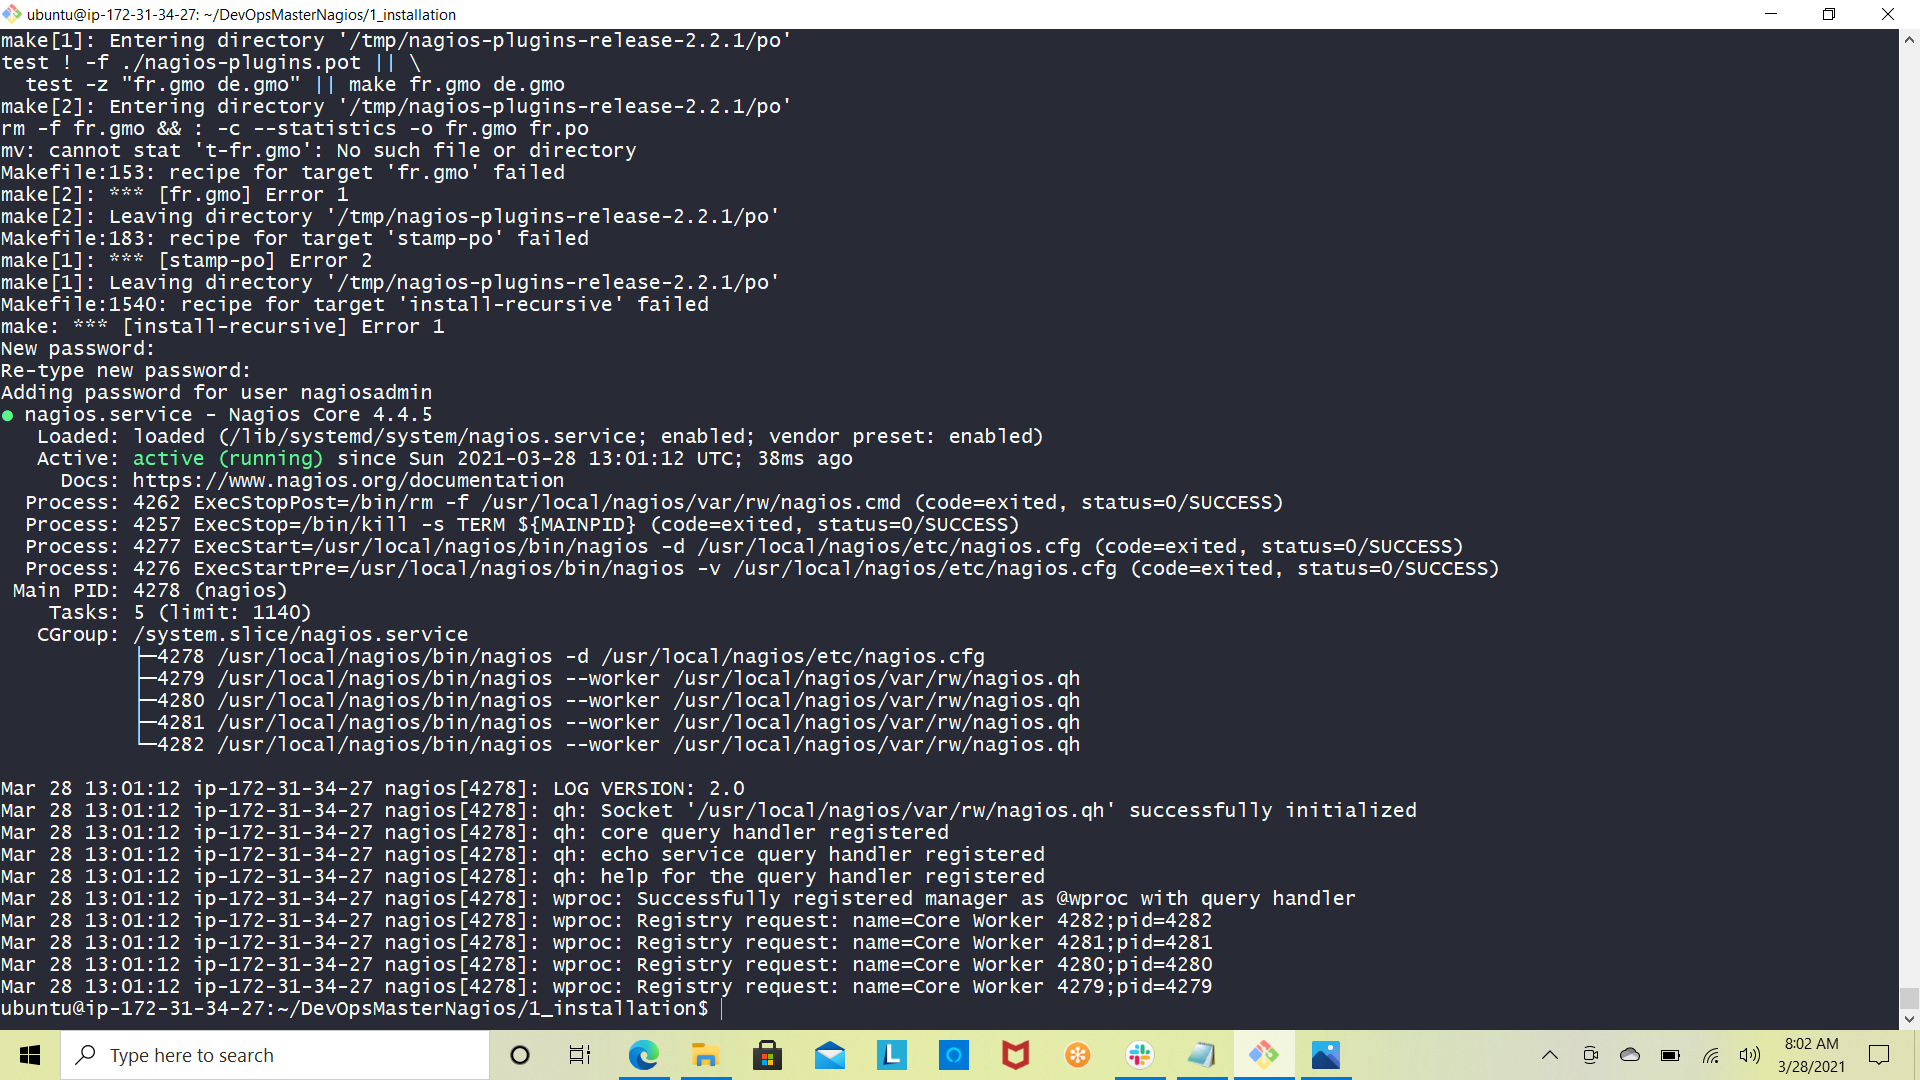 ubuntu@ip-172-31-34-27: ~/DevOpsMasterNagios/1_installation
make[1]: Entering directory '/tmp/nagios-plugins-release-2.2.1/po'
test ! -f ./nagios-plugins.pot || \
  test -z "fr.gmo de.gmo" || make fr.gmo de.gmo
make[2]: Entering directory '/tmp/nagios-plugins-release-2.2.1/po'
rm -f fr.gmo && : -c --statistics -o fr.gmo fr.po
mv: cannot stat 't-fr.gmo': No such file or directory
Makefile:153: recipe for target 'fr.gmo' failed
make[2]: *** [fr.gmo] Error 1
make[2]: Leaving directory '/tmp/nagios-plugins-release-2.2.1/po'
Makefile:183: recipe for target 'stamp-po' failed
make[1]: *** [stamp-po] Error 2
make[1]: Leaving directory '/tmp/nagios-plugins-release-2.2.1/po'
Makefile:1540: recipe for target 'install-recursive' failed
make: *** [install-recursive] Error 1
New password:
Re-type new password:
Adding password for user nagiosadmin
● nagios.service - Nagios Core 4.4.5
   Loaded: loaded (/lib/systemd/system/nagios.service; enabled; vendor preset: enabled)
   Active: active (running) since Sun 2021-03-28 13:01:12 UTC; 38ms ago
     Docs: https://www.nagios.org/documentation
  Process: 4262 ExecStopPost=/bin/rm -f /usr/local/nagios/var/rw/nagios.cmd (code=exited, status=0/SUCCESS)
  Process: 4257 ExecStop=/bin/kill -s TERM ${MAINPID} (code=exited, status=0/SUCCESS)
  Process: 4277 ExecStart=/usr/local/nagios/bin/nagios -d /usr/local/nagios/etc/nagios.cfg (code=exited, status=0/SUCCESS)
  Process: 4276 ExecStartPre=/usr/local/nagios/bin/nagios -v /usr/local/nagios/etc/nagios.cfg (code=exited, status=0/SUCCESS)
 Main PID: 4278 (nagios)
    Tasks: 5 (limit: 1140)
   CGroup: /system.slice/nagios.service
           ├─4278 /usr/local/nagios/bin/nagios -d /usr/local/nagios/etc/nagios.cfg
           ├─4279 /usr/local/nagios/bin/nagios --worker /usr/local/nagios/var/rw/nagios.qh
           ├─4280 /usr/local/nagios/bin/nagios --worker /usr/local/nagios/var/rw/nagios.qh
           ├─4281 /usr/local/nagios/bin/nagios --worker /usr/local/nagios/var/rw/nagios.qh
           └─4282 /usr/local/nagios/bin/nagios --worker /usr/local/nagios/var/rw/nagios.qh

Mar 28 13:01:12 ip-172-31-34-27 nagios[4278]: LOG VERSION: 2.0
Mar 28 13:01:12 ip-172-31-34-27 nagios[4278]: qh: Socket '/usr/local/nagios/var/rw/nagios.qh' successfully initialized
Mar 28 13:01:12 ip-172-31-34-27 nagios[4278]: qh: core query handler registered
Mar 28 13:01:12 ip-172-31-34-27 nagios[4278]: qh: echo service query handler registered
Mar 28 13:01:12 ip-172-31-34-27 nagios[4278]: qh: help for the query handler registered
Mar 28 13:01:12 ip-172-31-34-27 nagios[4278]: wproc: Successfully registered manager as @wproc with query handler
Mar 28 13:01:12 ip-172-31-34-27 nagios[4278]: wproc: Registry request: name=Core Worker 4282;pid=4282
Mar 28 13:01:12 ip-172-31-34-27 nagios[4278]: wproc: Registry request: name=Core Worker 4281;pid=4281
Mar 28 13:01:12 ip-172-31-34-27 nagios[4278]: wproc: Registry request: name=Core Worker 4280;pid=4280
Mar 28 13:01:12 ip-172-31-34-27 nagios[4278]: wproc: Registry request: name=Core Worker 4279;pid=4279
ubuntu@ip-172-31-34-27:~/DevOpsMasterNagios/1_installation$
Type here to search
L
8:02 AM
3/28/2021